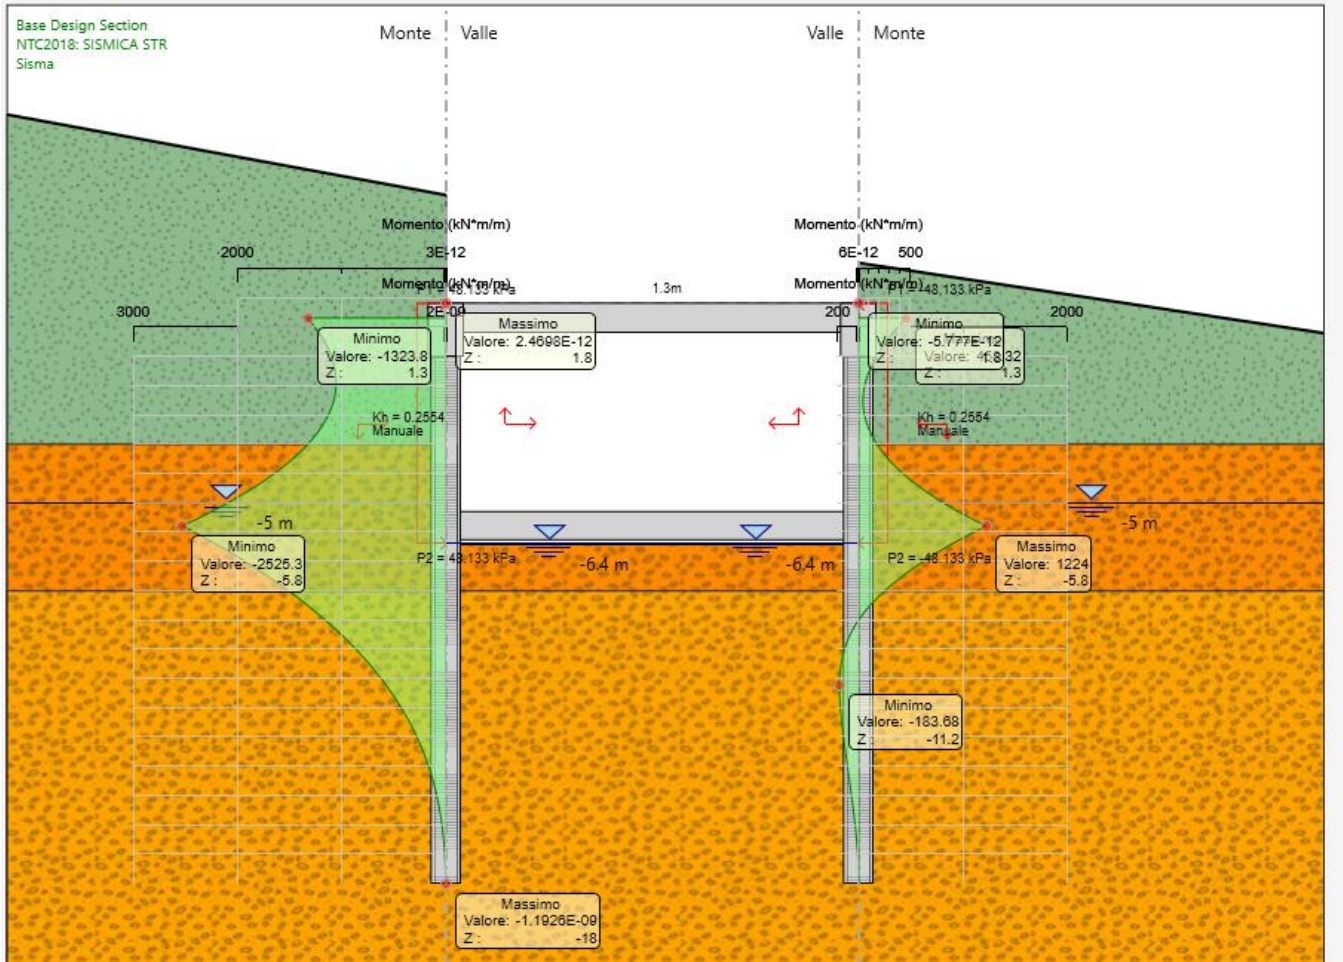 Base Design Section
NTC2018: SISMICA STR
Sisma
Monte
Valle
Valle
Monte
Momento (kN*m/m)
Momento (kN*m/m)
2000
3E-12
6E-12
500
Momento (kN*m/m)
Momento (kN*m/m)
48.133 kPa
1.3m
P1 = -48.133 kPa
3000
2E-09
200
2000
Massimo
Valore: 2.4698E-12
Z : 1.8
Minimo
Valore: -5.777E-12
Z : 1.8
Minimo
Valore: -1323.8
Z : 1.3
Valore:
Z : 1.3
Kh = 0.2554
Manuale
Kh = 0.2554
Manuale
-5 m
-5 m
Minimo
Valore: -2525.3
Z : -5.8
P2 = 48.133 kPa
-6.4 m
-6.4 m
P2 = -48.133 kPa
Massimo
Valore: 1224
Z : -5.8
Minimo
Valore: -183.68
Z : -11.2
Massimo
Valore: -1.1926E-09
Z : -18